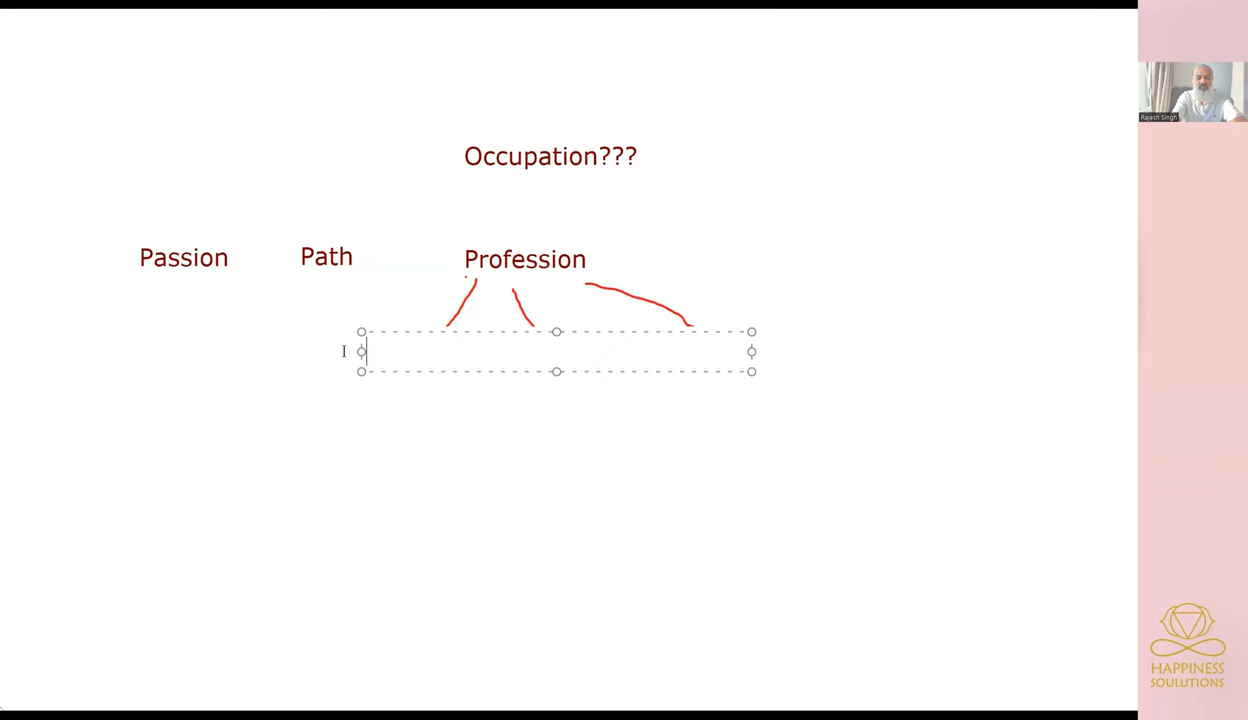 Occupation???
Passion Path Profession
Rajesh Singh
HAPPINESS
SOULUTIONS